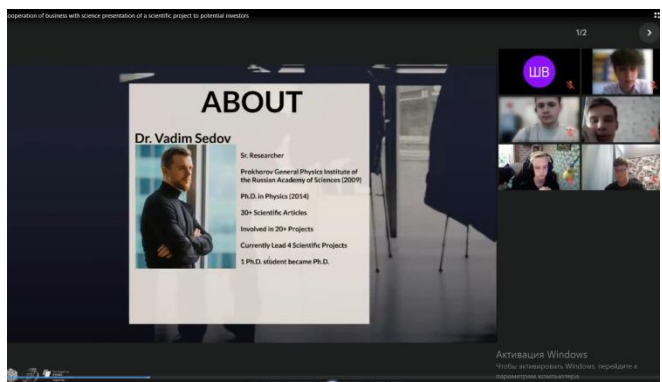 ooperation of business with science presentation of a scientific project to potential investors
1/2
ШВ
ABOUT
Dr. Vadim Sedov
Sr. Researcher
Prokhorov General Physics Institute of
the Russian Academy of Sciences (2009)
Ph.D. in Physics (2014)
30+ Scientific Articles
Involved in 20+ Projects
Currently Lead 4 Scientific Projects
1 Ph.D. student became Ph.D.
Активация Windows
Чтобы активировать Windows, перейдите к
параметрам компьютера.